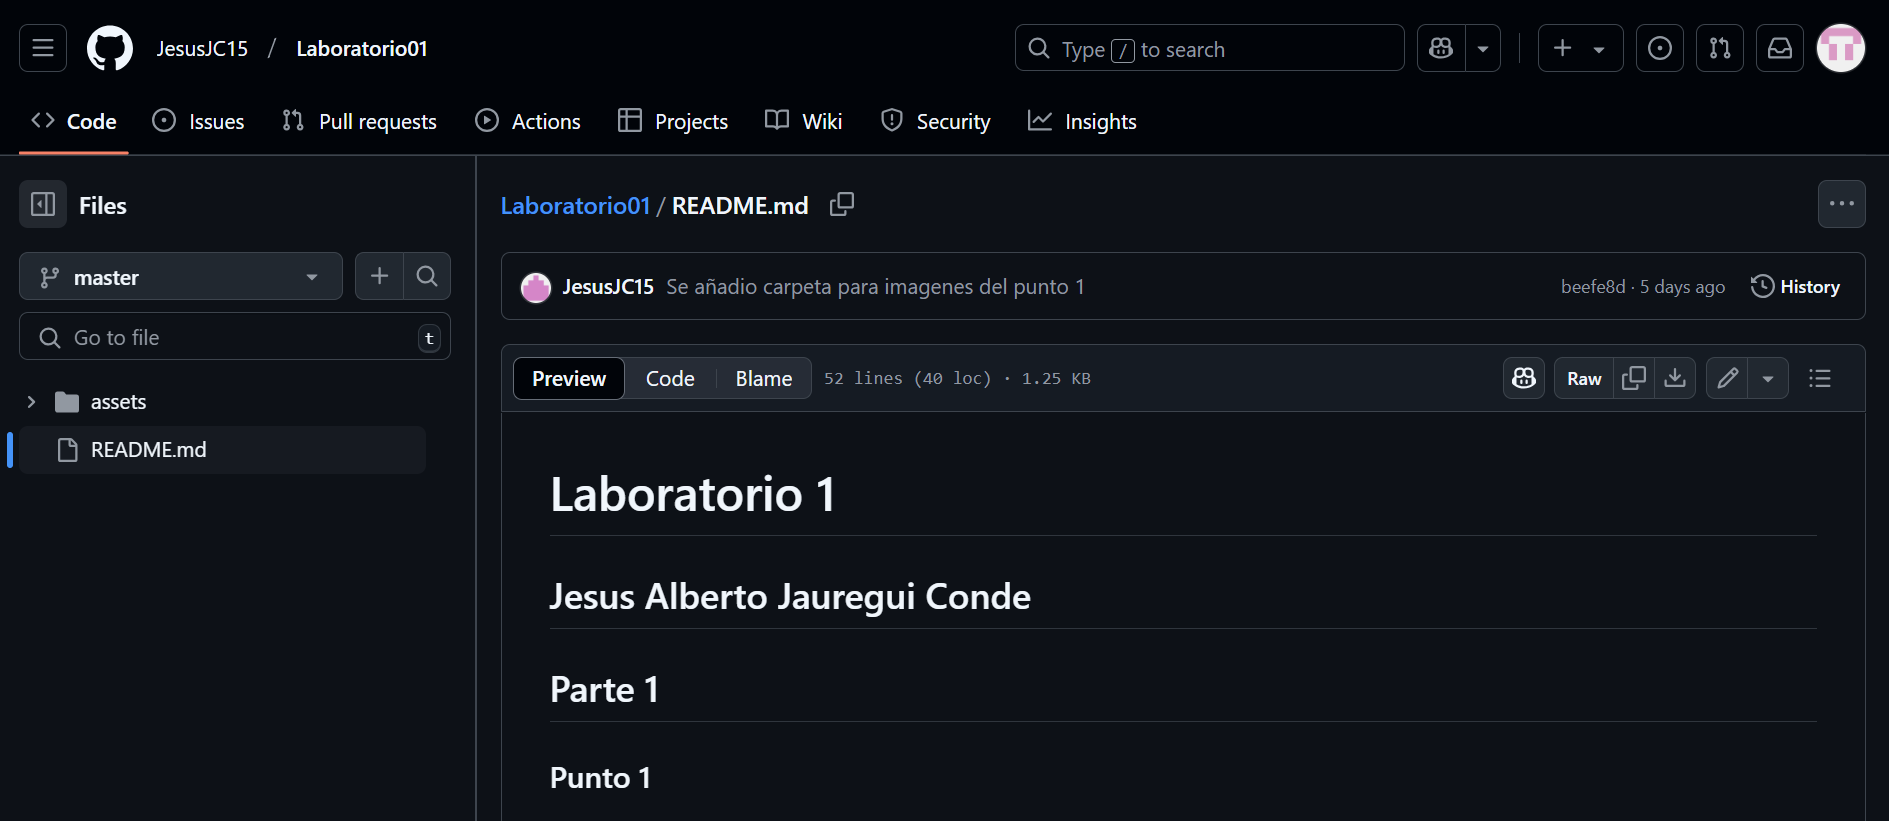 JesusJC15 / Laboratorio01
Type / to search
Code Issues Pull requests Actions Projects Wiki Security Insights
Files
master
Go to file t
assets
README.md
Laboratorio01 / README.md
JesusJC15 Se añadio carpeta para imagenes del punto 1 beefe8d · 5 days ago History
Preview Code Blame 52 lines (40 loc) · 1.25 KB Raw
Laboratorio 1
Jesus Alberto Jauregui Conde
Parte 1
Punto 1